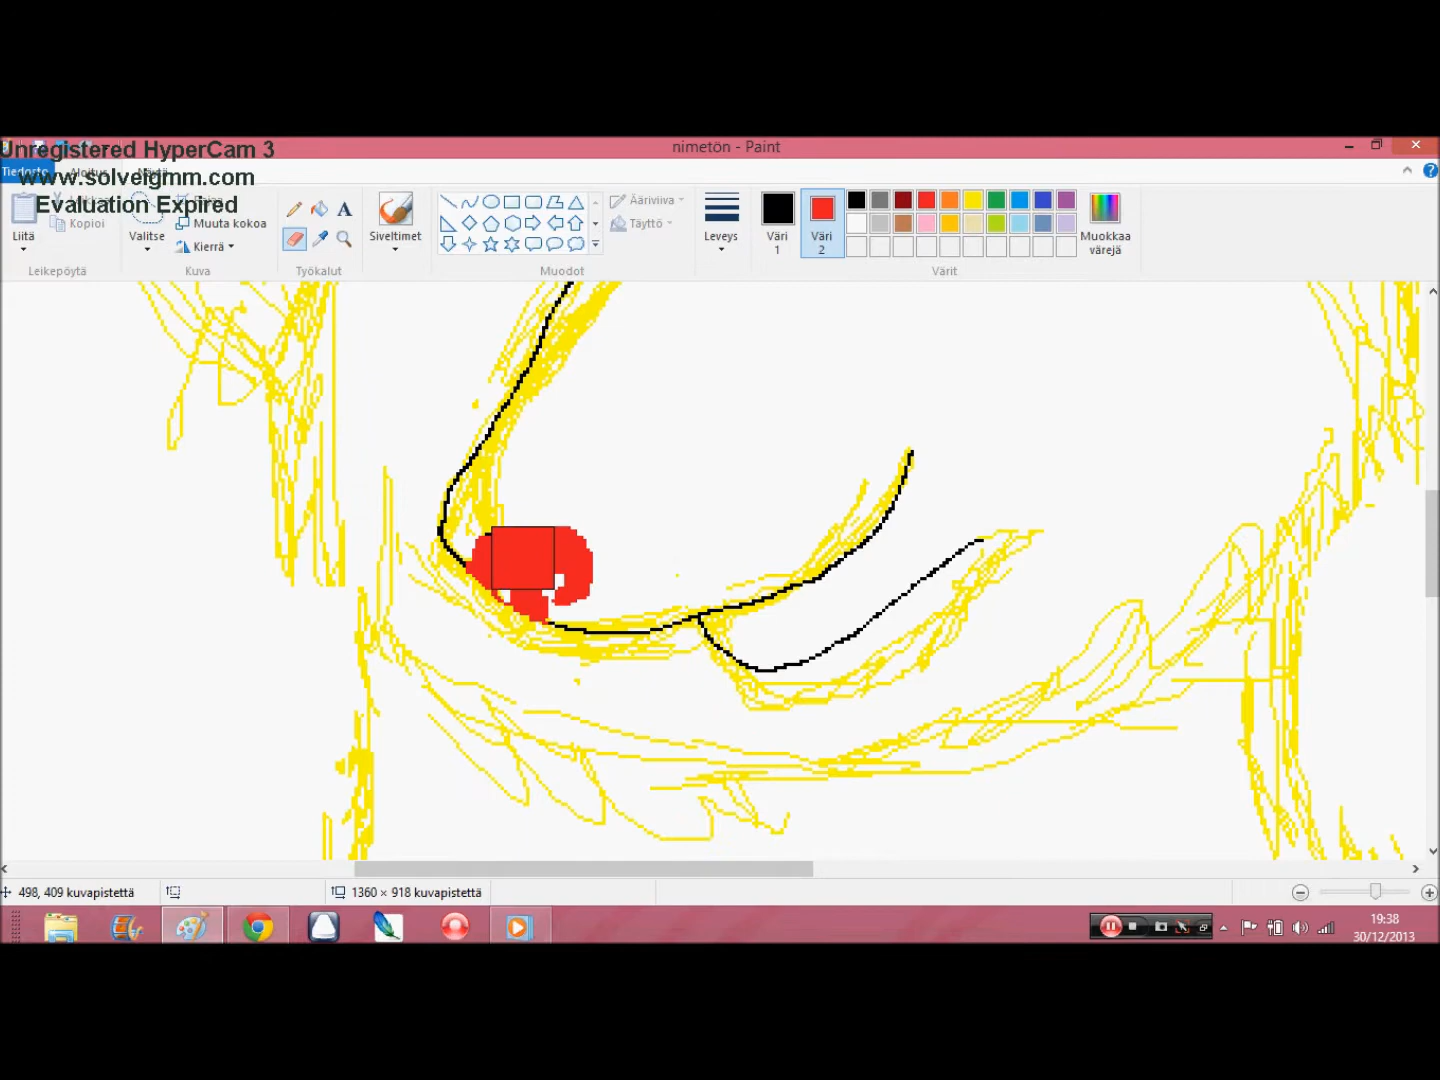 nimetön - Paint
Unregistered HyperCam 3
www.solveigmm.com
Evaluation Expired
Tiedosto
Liitä
Kopioi
Leikepöytä
Valitse
Muuta kokoa
Kierrä
Kuva
A
Työkalut
Siveltimet
Ääriviiva
Täyttö
Muodot
Leveys
Väri
1
Väri
2
Värit
Muokkaa
värejä
498, 409 kuvapistettä
1360 × 918 kuvapistettä
19:38
30/12/2013